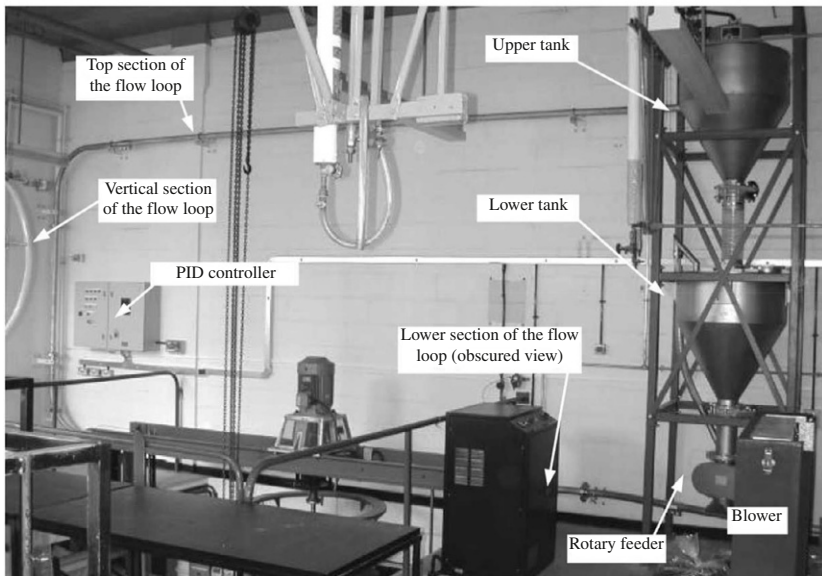 Upper tank
Top section of
the flow loop
Vertical section
of the flow loop
Lower tank
PID controller
Lower section of the flow
loop (obscured view)
Blower
Rotary feeder